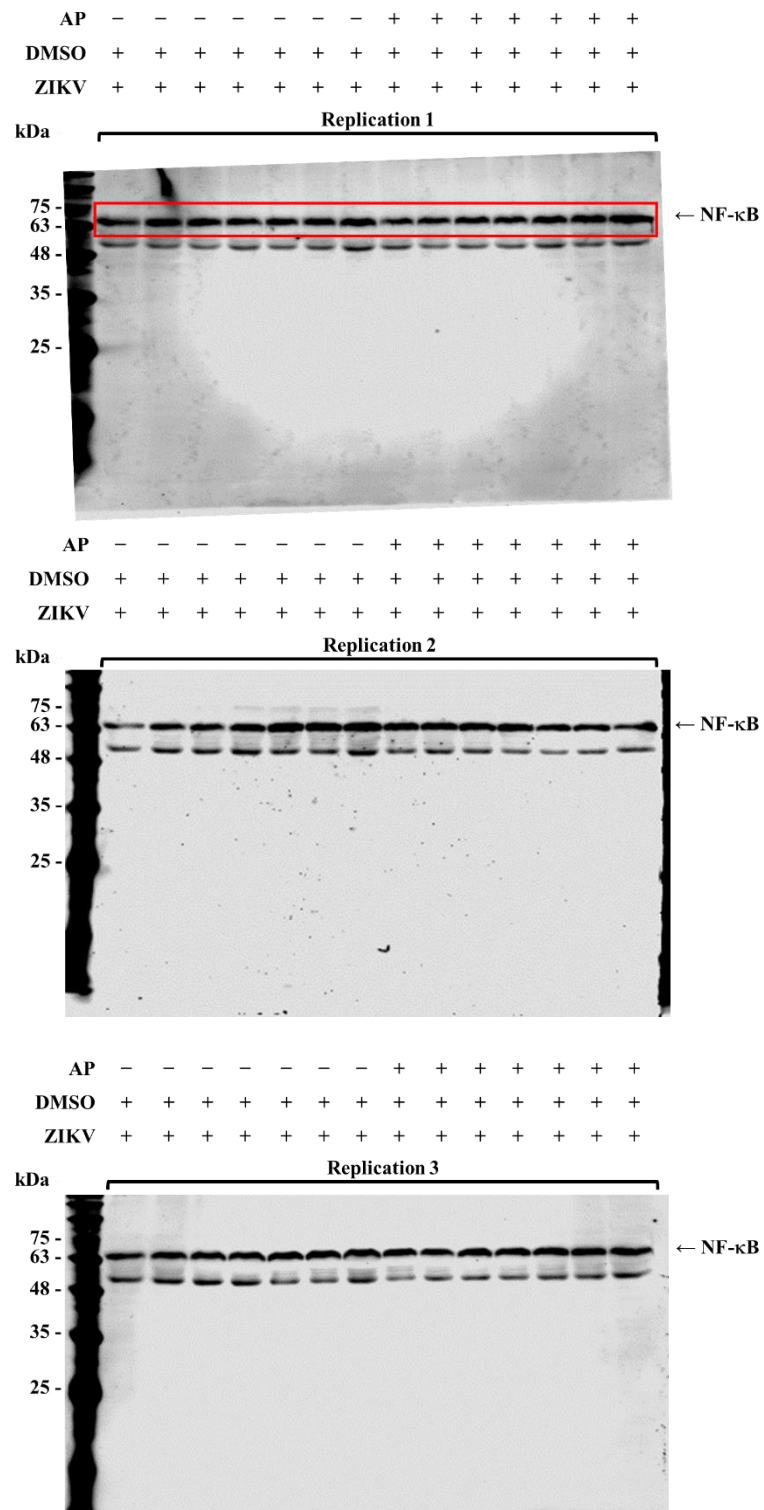 AP – – – – – – – + + + + + + +
DMSO + + + + + + + + + + + + + +
ZIKV + + + + + + + + + + + + + +
Replication 1
kDa
75 -
63 - ← NF-κB
48 -
35 -
25 -
AP – – – – – – – + + + + + + +
DMSO + + + + + + + + + + + + + +
ZIKV + + + + + + + + + + + + + +
Replication 2
kDa
75 -
63 - ← NF-κB
48 -
35 -
25 -
AP – – – – – – – + + + + + + +
DMSO + + + + + + + + + + + + + +
ZIKV + + + + + + + + + + + + + +
Replication 3
kDa
75 -
63 - ← NF-κB
48 -
35 -
25 -